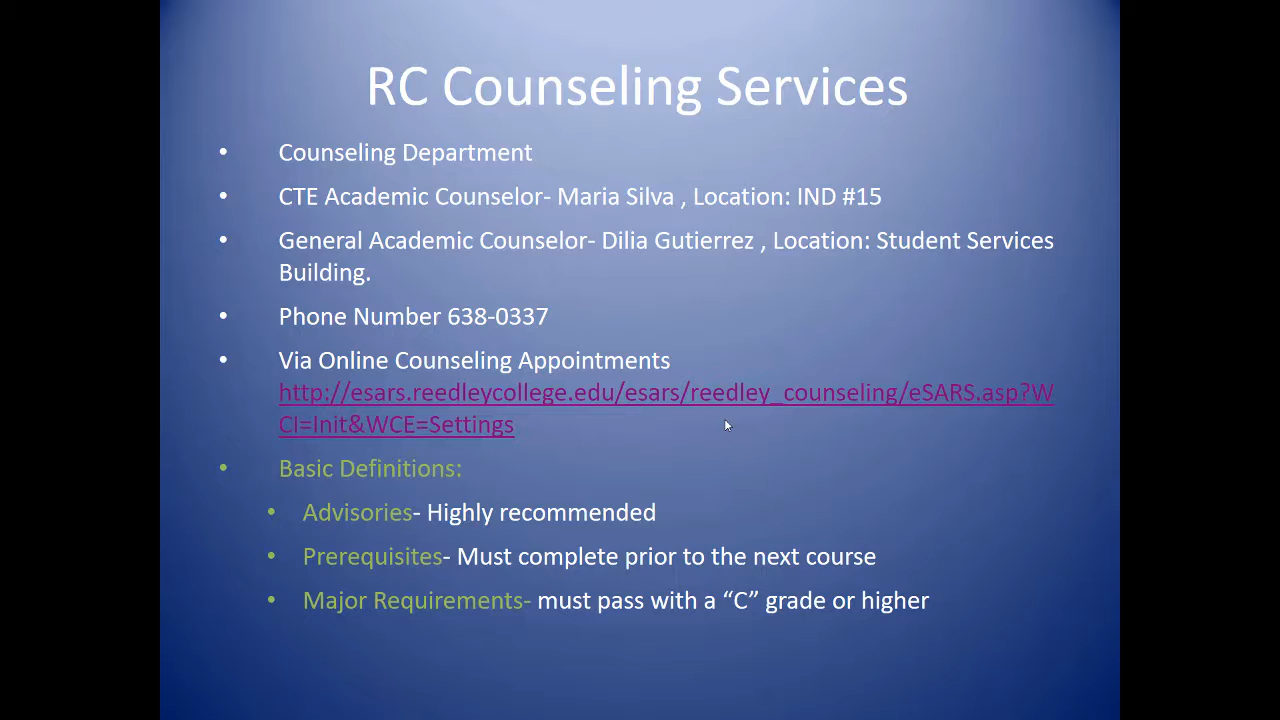 RC Counseling Services
• Counseling Department
• CTE Academic Counselor- Maria Silva , Location: IND #15
• General Academic Counselor- Dilia Gutierrez , Location: Student Services
Building.
• Phone Number 638-0337
• Via Online Counseling Appointments
http://esars.reedleycollege.edu/esars/reedley_counseling/eSARS.asp?W
CI=Init&WCE=Settings
• Basic Definitions:
• Advisories- Highly recommended
• Prerequisites- Must complete prior to the next course
• Major Requirements- must pass with a “C” grade or higher